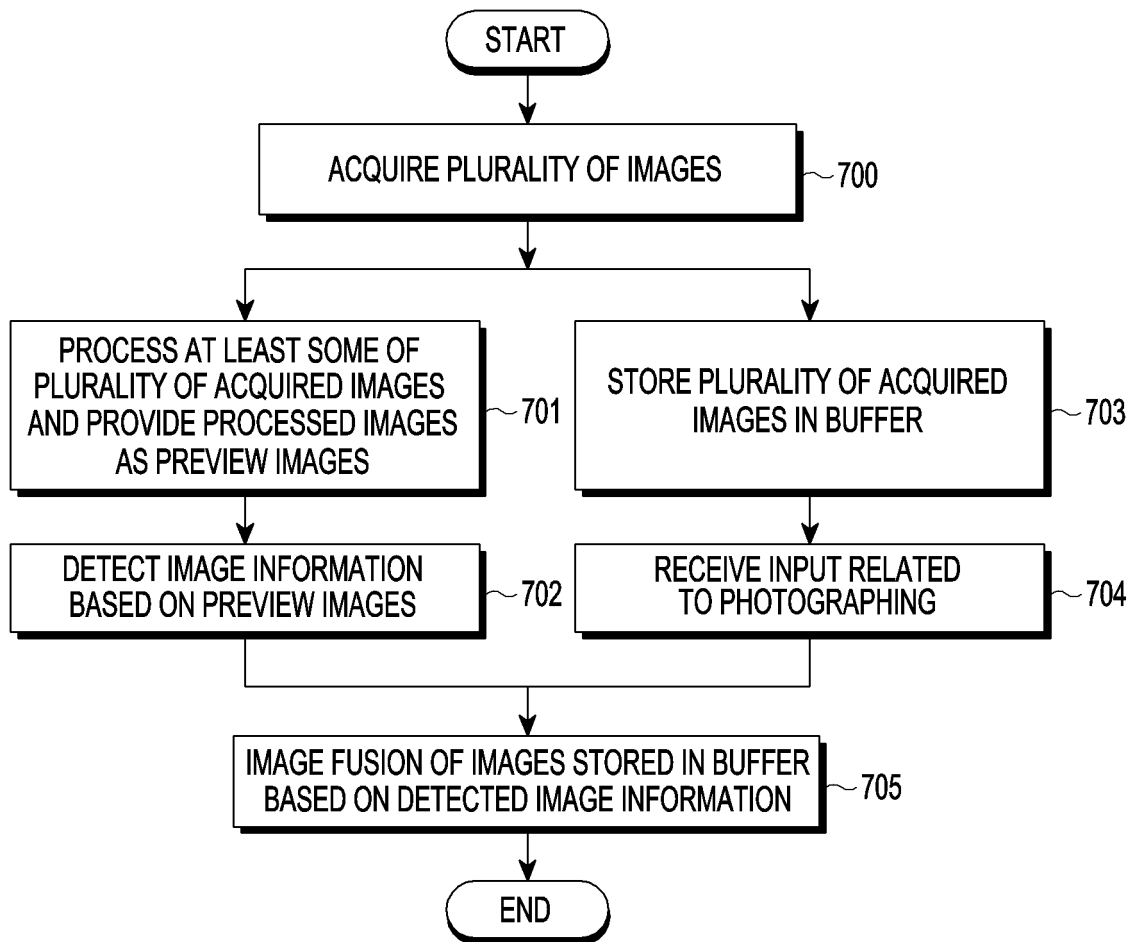 START
ACQUIRE PLURALITY OF IMAGES
700
PROCESS AT LEAST SOME OF
PLURALITY OF ACQUIRED IMAGES
AND PROVIDE PROCESSED IMAGES
AS PREVIEW IMAGES
701
STORE PLURALITY OF ACQUIRED
IMAGES IN BUFFER
703
DETECT IMAGE INFORMATION
BASED ON PREVIEW IMAGES
702
RECEIVE INPUT RELATED
TO PHOTOGRAPHING
704
IMAGE FUSION OF IMAGES STORED IN BUFFER
BASED ON DETECTED IMAGE INFORMATION
705
END